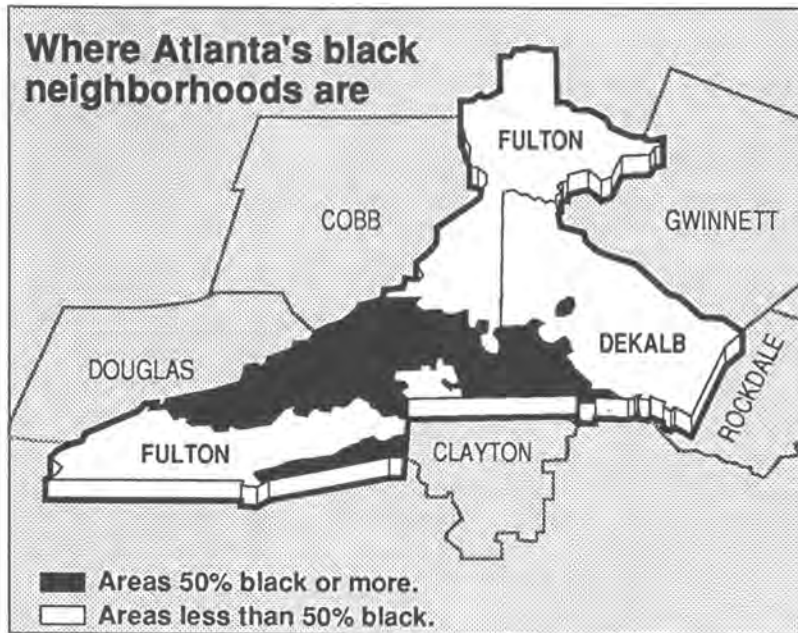 Where Atlanta's black
neighborhoods are
FULTON
COBB
GWINNETT
DEKALB
DOUGLAS
ROCKDALE
FULTON
CLAYTON
Areas 50% black or more.
Areas less than 50% black.